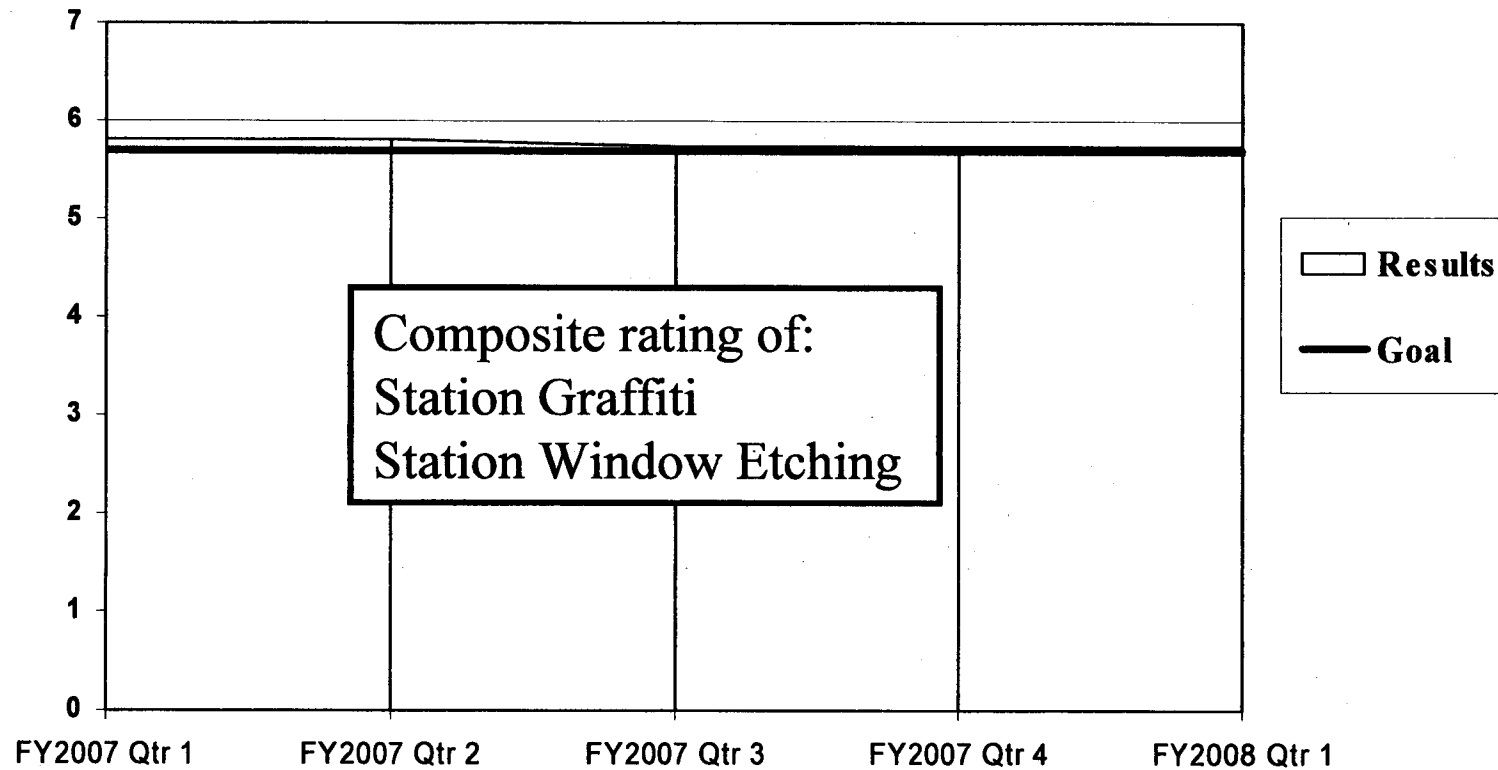 7
6
5
4
3
2
1
0
Composite rating of:
Station Graffiti
Station Window Etching
Results
Goal
FY2007 Qtr 1 FY2007 Qtr 2 FY2007 Qtr 3 FY2007 Qtr 4 FY2008 Qtr 1